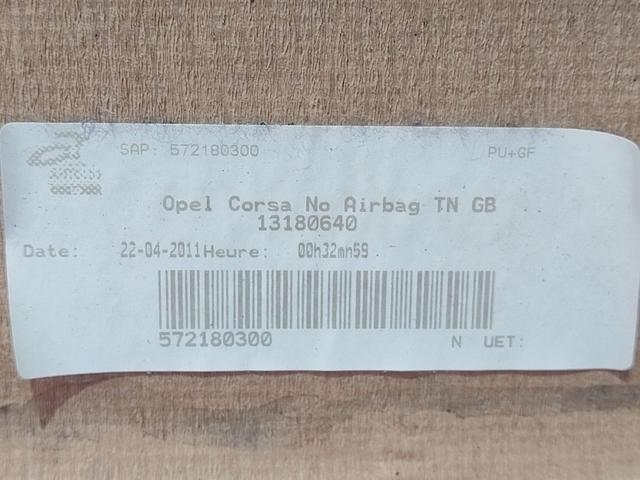 SAP: 572180300 PU+GF
Opel Corsa No Airbag TN GB
13180640
Date: 22-04-2011 Heure: 00h32mn59
572180300 N UET: